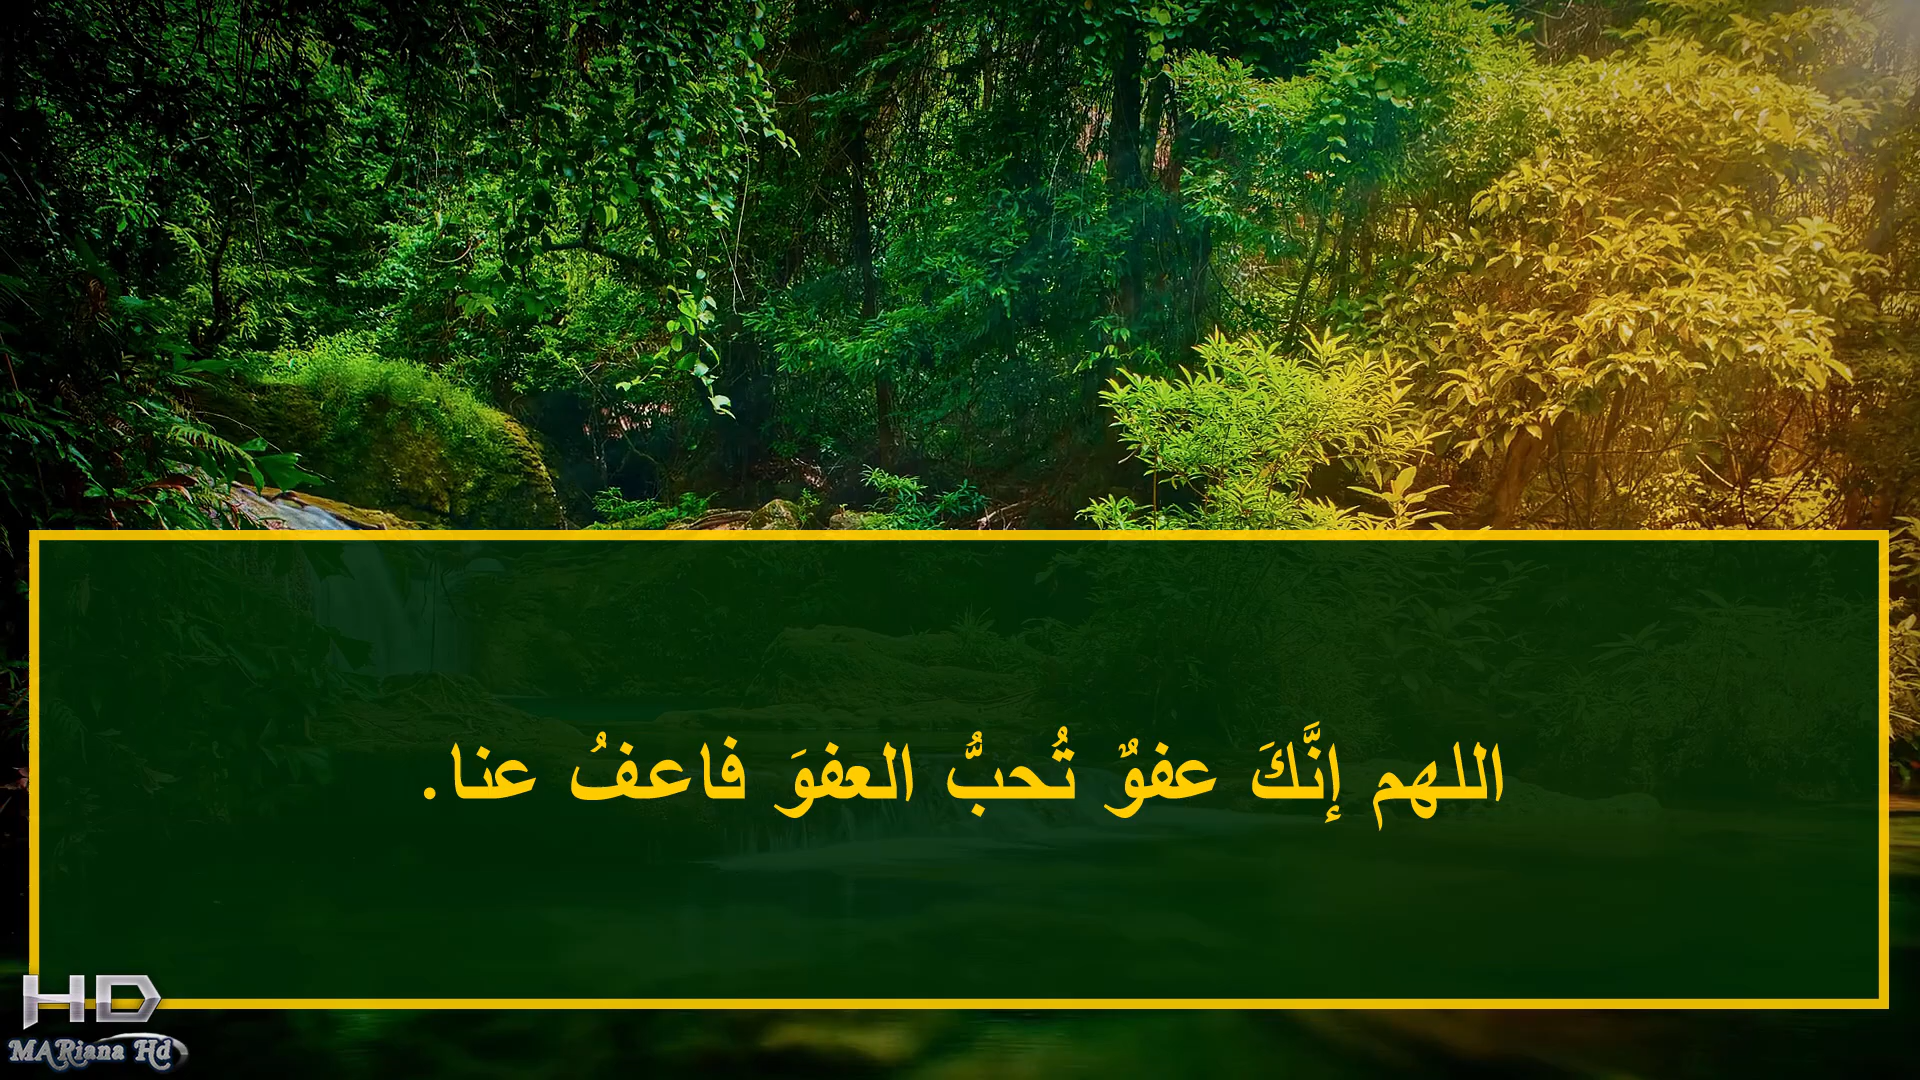 اللهم إنَّكَ عفوٌ تُحبُّ العفوَ فاعفُ عنا.
HD
MARiana Hd